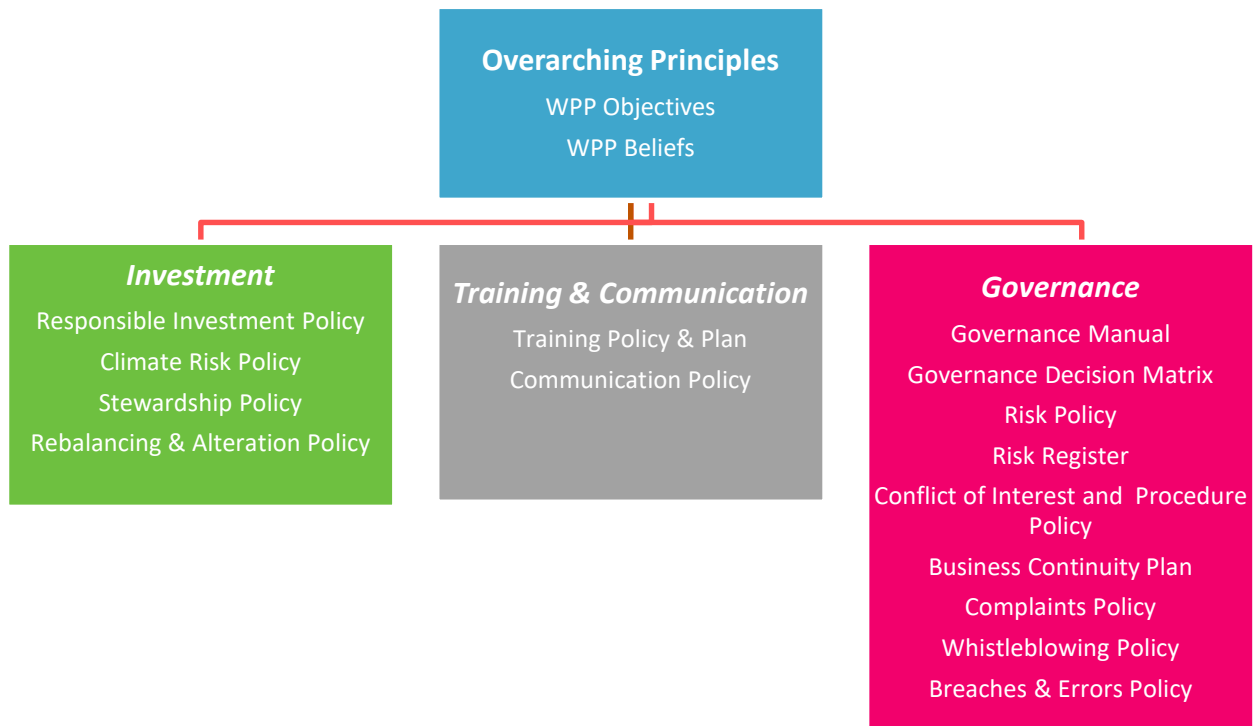 Overarching Principles
WPP Objectives
WPP Beliefs
Investment
Responsible Investment Policy
Climate Risk Policy
Stewardship Policy
Rebalancing & Alteration Policy
Training & Communication
Training Policy & Plan
Communication Policy
Governance
Governance Manual
Governance Decision Matrix
Risk Policy
Risk Register
Conflict of Interest and Procedure
Policy
Business Continuity Plan
Complaints Policy
Whistleblowing Policy
Breaches & Errors Policy